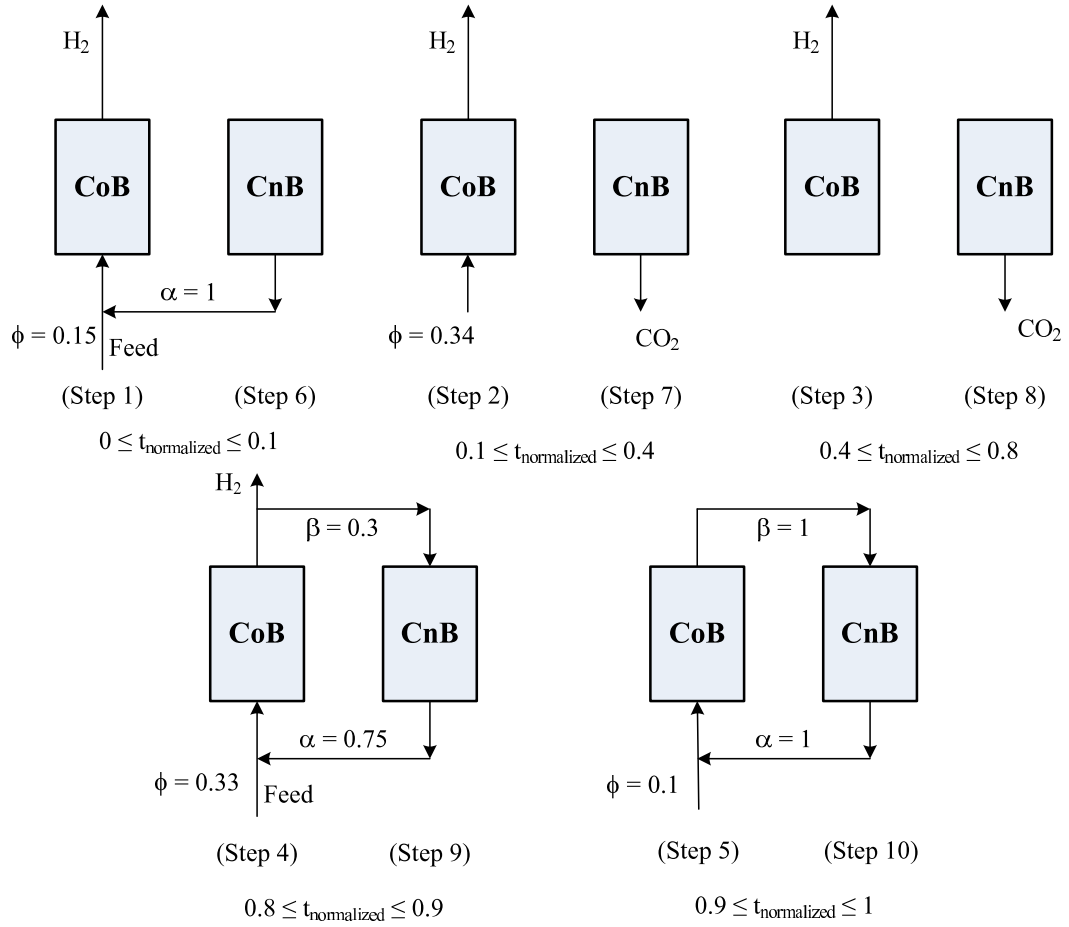 H₂
H₂
H₂
CoB
CnB
CoB
CnB
CoB
CnB
α = 1
ϕ = 0.15
Feed
ϕ = 0.34
CO₂
CO₂
(Step 1)
(Step 6)
(Step 2)
(Step 7)
(Step 3)
(Step 8)
0 ≤ tnormalized ≤ 0.1
0.1 ≤ tnormalized ≤ 0.4
0.4 ≤ tnormalized ≤ 0.8
H₂
β = 0.3
β = 1
CoB
CnB
CoB
CnB
α = 0.75
α = 1
ϕ = 0.33
Feed
ϕ = 0.1
(Step 4)
(Step 9)
(Step 5)
(Step 10)
0.8 ≤ tnormalized ≤ 0.9
0.9 ≤ tnormalized ≤ 1